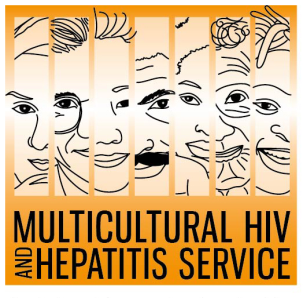 MULTICULTURAL HIV
AND HEPATITIS SERVICE